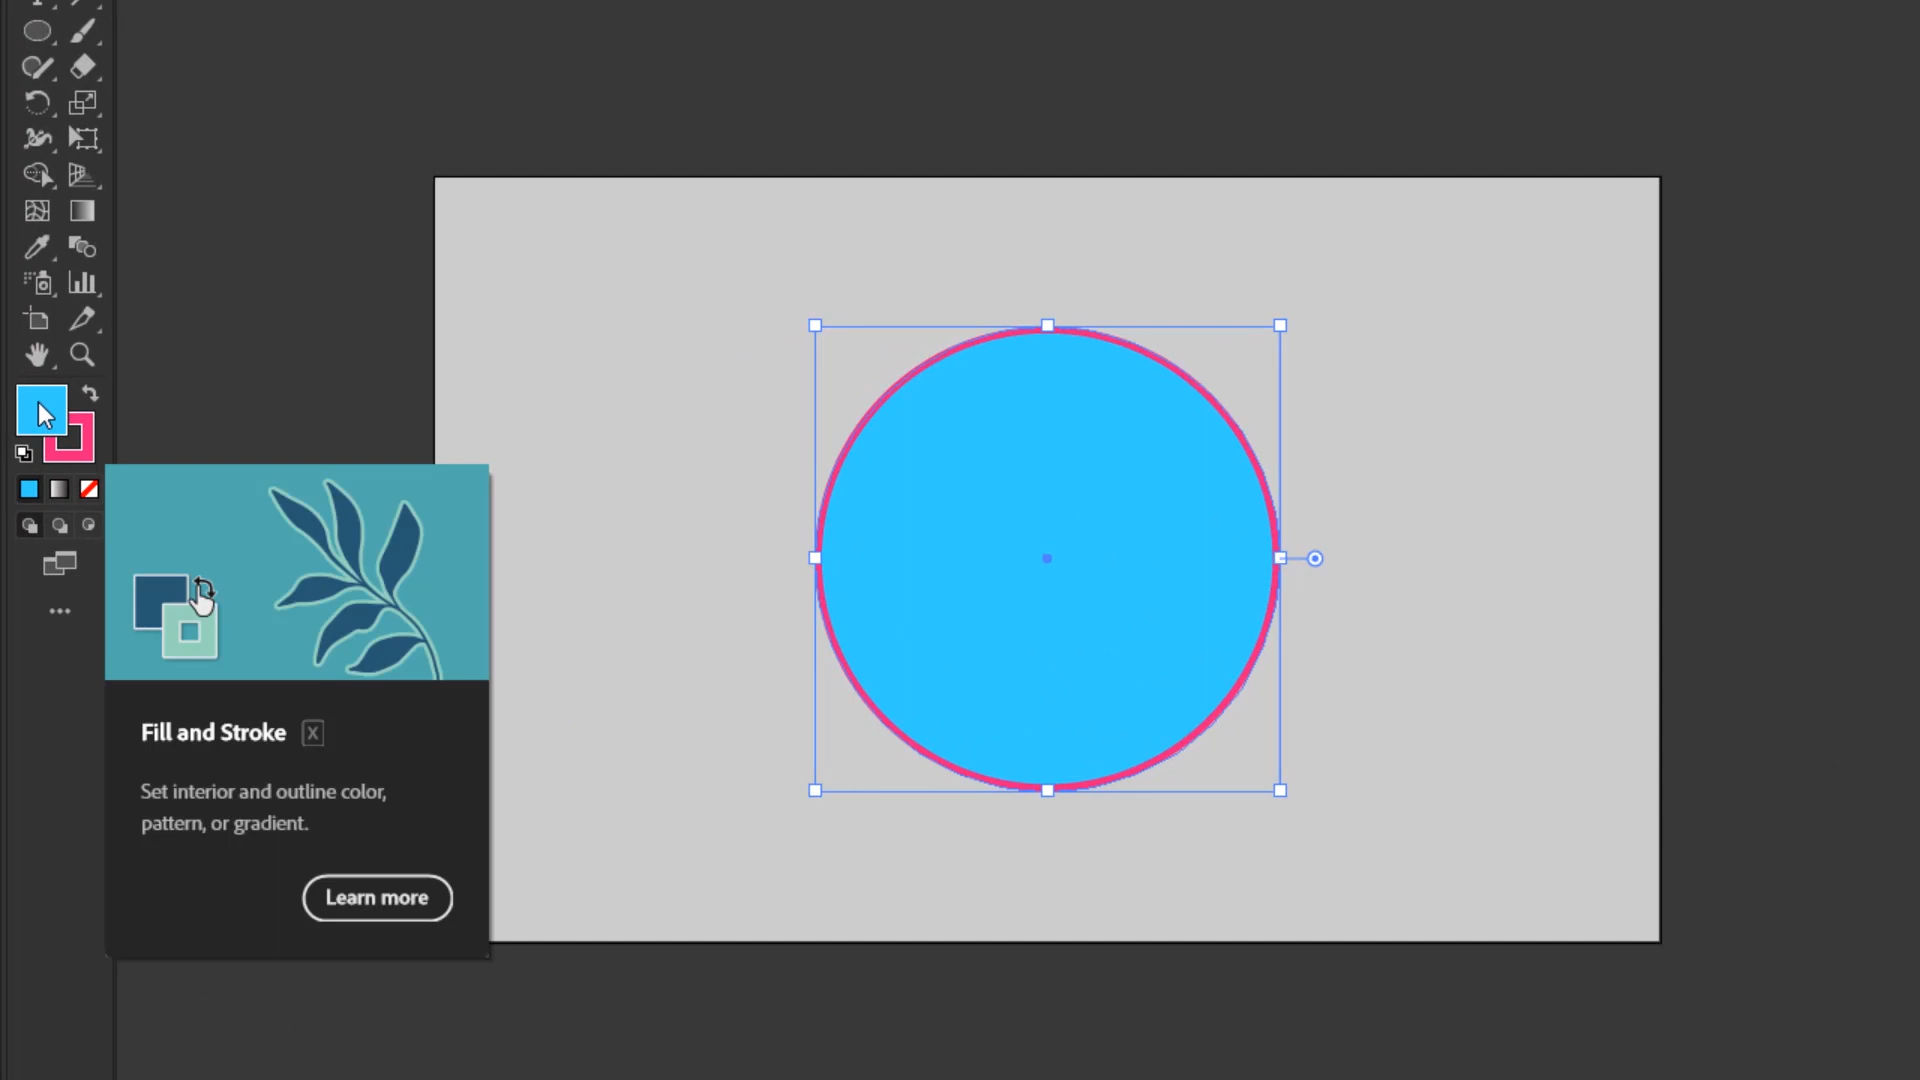 Fill and Stroke X
Set interior and outline color,
pattern, or gradient.
Learn more